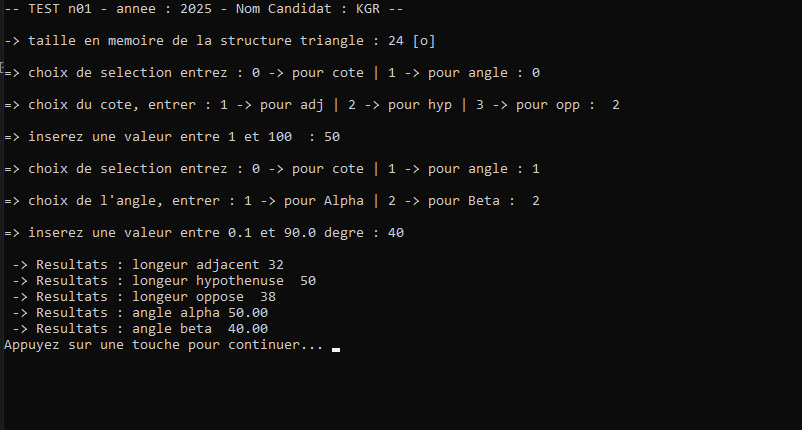 -- TEST n01 - annee : 2025 - Nom Candidat : KGR --
-> taille en memoire de la structure triangle : 24 [o]
=> choix de selection entrez : 0 -> pour cote | 1 -> pour angle : 0
=> choix du cote, entrer : 1 -> pour adj | 2 -> pour hyp | 3 -> pour opp :  2
=> inserez une valeur entre 1 et 100  : 50
=> choix de selection entrez : 0 -> pour cote | 1 -> pour angle : 1
=> choix de l'angle, entrer : 1 -> pour Alpha | 2 -> pour Beta :  2
=> inserez une valeur entre 0.1 et 90.0 degre : 40
-> Resultats : longeur adjacent 32
-> Resultats : longeur hypothenuse  50
-> Resultats : longeur oppose  38
-> Resultats : angle alpha 50.00
-> Resultats : angle beta  40.00
Appuyez sur une touche pour continuer...